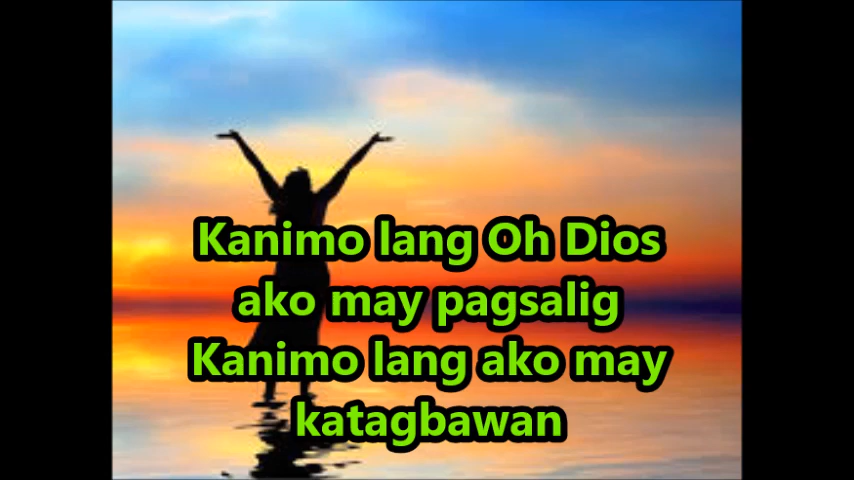 Kanimo lang Oh Dios
ako may pagsalig
Kanimo lang ako may
katagbawan